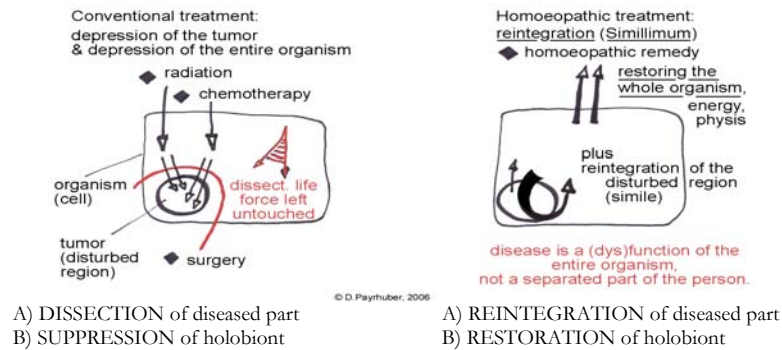 Conventional treatment:
depression of the tumor
& depression of the entire organism
radiation
chemotherapy
organism
(cell)
dissect. life
force left
untouched
tumor
(disturbed
region)
surgery
Homoeopathic treatment:
reintegration (Simillimum)
homoeopathic remedy
restoring the
whole organism,
energy,
physis
plus
reintegration of the
disturbed region
(simile)
disease is a (dys)function of the
entire organism,
not a separated part of the person.
© D.Payrhuber, 2006
A) DISSECTION of diseased part
B) SUPPRESSION of holobiont
A) REINTEGRATION of diseased part
B) RESTORATION of holobiont